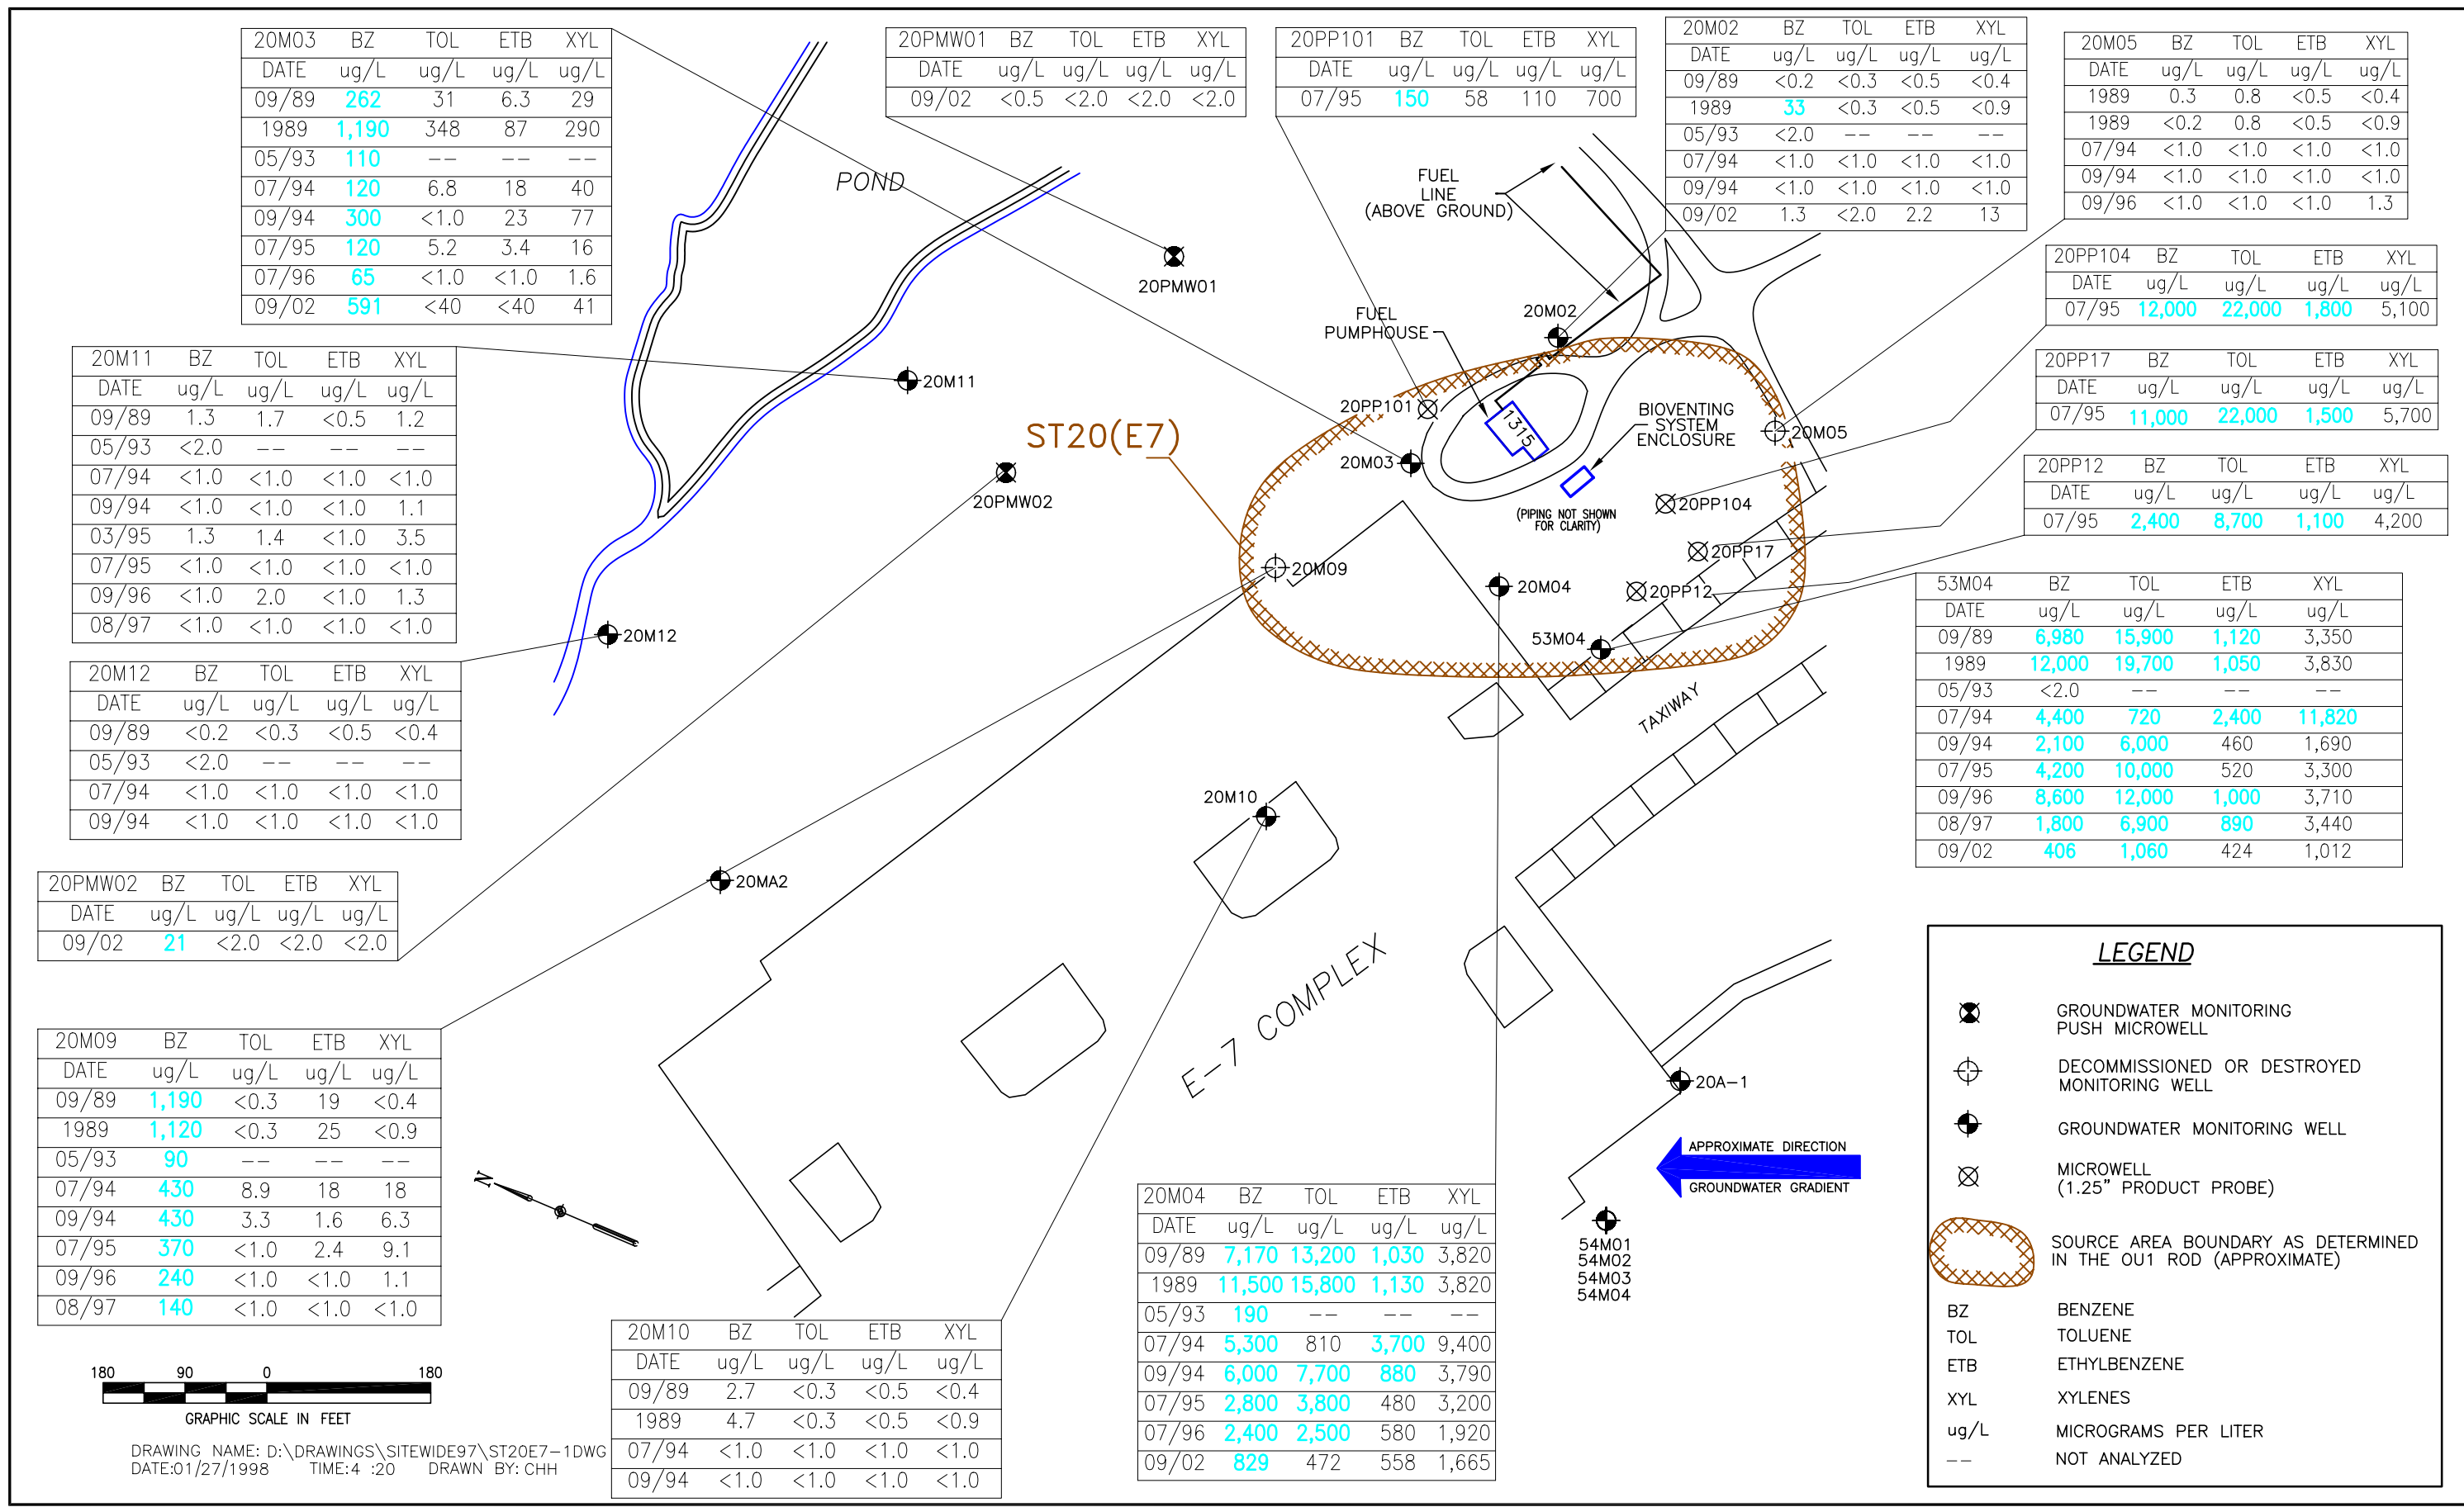 20M03 BZ TOL ETB XYL
DATE ug/L ug/L ug/L ug/L
09/89 262 31 6.3 29
1989 1,190 348 87 290
05/93 110 -- -- --
07/94 120 6.8 18 40
09/94 300 <1.0 23 77
07/95 120 5.2 3.4 16
07/96 65 <1.0 <1.0 1.6
09/02 591 <40 <40 41
20PMW01 BZ TOL ETB XYL
DATE ug/L ug/L ug/L ug/L
09/02 <0.5 <2.0 <2.0 <2.0
20PP101 BZ TOL ETB XYL
DATE ug/L ug/L ug/L ug/L
07/95 150 58 110 700
20M02 BZ TOL ETB XYL
DATE ug/L ug/L ug/L ug/L
09/89 <0.2 <0.3 <0.5 <0.4
1989 33 <0.3 <0.5 <0.9
05/93 <2.0 -- -- --
07/94 <1.0 <1.0 <1.0 <1.0
09/94 <1.0 <1.0 <1.0 <1.0
09/02 1.3 <2.0 2.2 13
20M05 BZ TOL ETB XYL
DATE ug/L ug/L ug/L ug/L
1989 0.3 0.8 <0.5 <0.4
1989 <0.2 0.8 <0.5 <0.9
07/94 <1.0 <1.0 <1.0 <1.0
09/94 <1.0 <1.0 <1.0 <1.0
09/96 <1.0 <1.0 <1.0 1.3
20PP104 BZ TOL ETB XYL
DATE ug/L ug/L ug/L ug/L
07/95 12,000 22,000 1,800 5,100
20PP17 BZ TOL ETB XYL
DATE ug/L ug/L ug/L ug/L
07/95 11,000 22,000 1,500 5,700
20PP12 BZ TOL ETB XYL
DATE ug/L ug/L ug/L ug/L
07/95 2,400 8,700 1,100 4,200
53M04 BZ TOL ETB XYL
DATE ug/L ug/L ug/L ug/L
09/89 6,980 15,900 1,120 3,350
1989 12,000 19,700 1,050 3,830
05/93 <2.0 -- -- --
07/94 4,400 720 2,400 11,820
09/94 2,100 6,000 460 1,690
07/95 4,200 10,000 520 3,300
09/96 8,600 12,000 1,000 3,710
08/97 1,800 6,900 890 3,440
09/02 406 1,060 424 1,012
20M11 BZ TOL ETB XYL
DATE ug/L ug/L ug/L ug/L
09/89 1.3 1.7 <0.5 1.2
05/93 <2.0 -- -- --
07/94 <1.0 <1.0 <1.0 <1.0
09/94 <1.0 <1.0 <1.0 1.1
03/95 1.3 1.4 <1.0 3.5
07/95 <1.0 <1.0 <1.0 <1.0
09/96 <1.0 2.0 <1.0 1.3
08/97 <1.0 <1.0 <1.0 <1.0
20M12 BZ TOL ETB XYL
DATE ug/L ug/L ug/L ug/L
09/89 <0.2 <0.3 <0.5 <0.4
05/93 <2.0 -- -- --
07/94 <1.0 <1.0 <1.0 <1.0
09/94 <1.0 <1.0 <1.0 <1.0
20PMW02 BZ TOL ETB XYL
DATE ug/L ug/L ug/L ug/L
09/02 21 <2.0 <2.0 <2.0
20M09 BZ TOL ETB XYL
DATE ug/L ug/L ug/L ug/L
09/89 1,190 <0.3 19 <0.4
1989 1,120 <0.3 25 <0.9
05/93 90 -- -- --
07/94 430 8.9 18 18
09/94 430 3.3 1.6 6.3
07/95 370 <1.0 2.4 9.1
09/96 240 <1.0 <1.0 1.1
08/97 140 <1.0 <1.0 <1.0
20M10 BZ TOL ETB XYL
DATE ug/L ug/L ug/L ug/L
09/89 2.7 <0.3 <0.5 <0.4
1989 4.7 <0.3 <0.5 <0.9
07/94 <1.0 <1.0 <1.0 <1.0
09/94 <1.0 <1.0 <1.0 <1.0
20M04 BZ TOL ETB XYL
DATE ug/L ug/L ug/L ug/L
09/89 7,170 13,200 1,030 3,820
1989 11,500 15,800 1,130 3,820
05/93 190 -- -- --
07/94 5,300 810 3,700 9,400
09/94 6,000 7,700 880 3,790
07/95 2,800 3,800 480 3,200
07/96 2,400 2,500 580 1,920
09/02 829 472 558 1,665
POND
FUEL
LINE
(ABOVE GROUND)
20PMW01
20M02
FUEL
PUMPHOUSE
20M11
20PP101
1315
BIOVENTING
SYSTEM
ENCLOSURE
20M05
ST20(E7)
20M03
20PMW02
(PIPING NOT SHOWN
FOR CLARITY)
20PP104
20PP17
20M09
20M04
20PP12
20M12
53M04
TAXIWAY
20M10
20MA2
E-7 COMPLEX
20A-1
APPROXIMATE DIRECTION
GROUNDWATER GRADIENT
54M01
54M02
54M03
54M04
N
180 90 0 180
GRAPHIC SCALE IN FEET
DRAWING NAME: D:\DRAWINGS\SITEWIDE97\ST20E7-1DWG
DATE:01/27/1998 TIME:4 :20 DRAWN BY: CHH
LEGEND
GROUNDWATER MONITORING
PUSH MICROWELL
DECOMMISSIONED OR DESTROYED
MONITORING WELL
GROUNDWATER MONITORING WELL
MICROWELL
(1.25" PRODUCT PROBE)
SOURCE AREA BOUNDARY AS DETERMINED
IN THE OU1 ROD (APPROXIMATE)
BZ BENZENE
TOL TOLUENE
ETB ETHYLBENZENE
XYL XYLENES
ug/L MICROGRAMS PER LITER
-- NOT ANALYZED